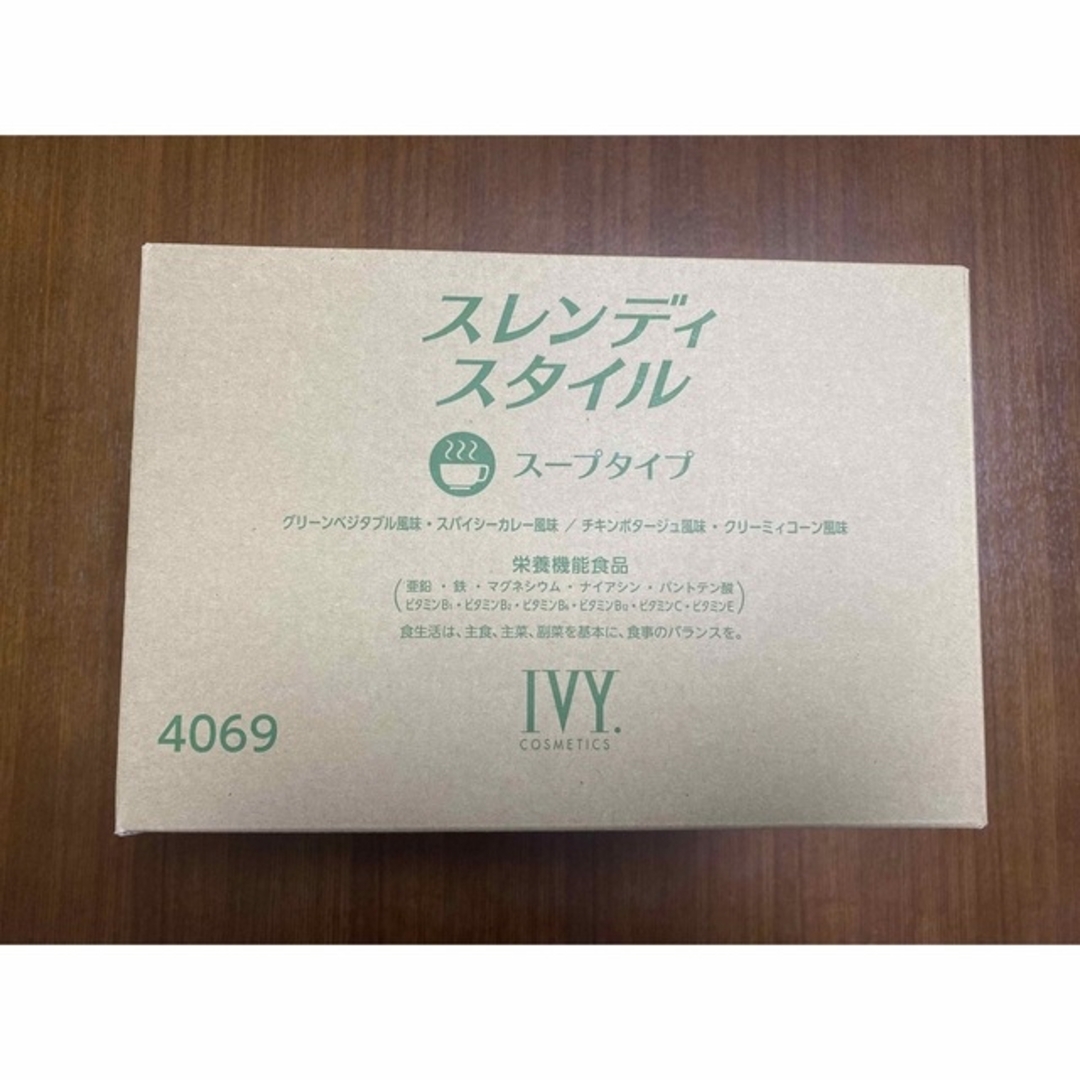 スレンディ
スタイル
スープタイプ
グリーンベジタブル風味・スパイシーカレー風味 / チキンポタージュ風味・クリーミィコーン風味
栄養機能食品
(亜鉛・鉄・マグネシウム・ナイアシン・パントテン酸
ビタミンB₁・ビタミンB₂・ビタミンB₆・ビタミンB₁₂・ビタミンC・ビタミンE)
食生活は、主食、主菜、副菜を基本に、食事のバランスを。
IVY.
COSMETICS
4069